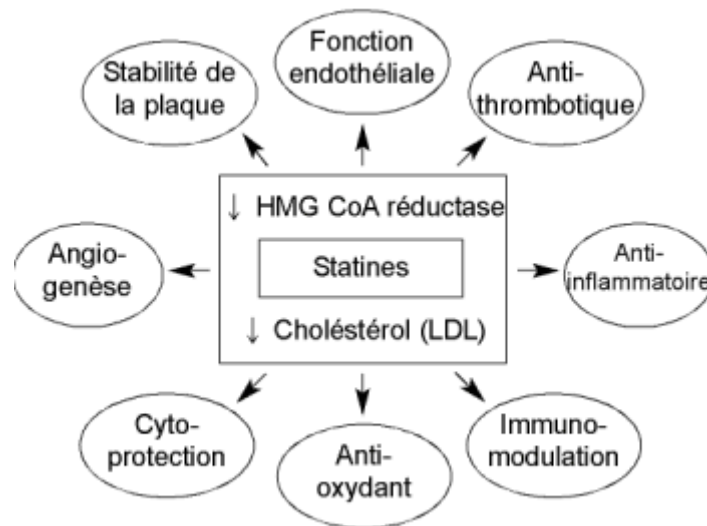 Fonction
endothéliale
Stabilité de
la plaque
Anti-
thrombotique
↓ HMG CoA réductase
Angio-
genèse
Statines
Anti-
inflammatoire
↓ Choléstérol (LDL)
Cyto-
protection
Anti-
oxydant
Immuno-
modulation